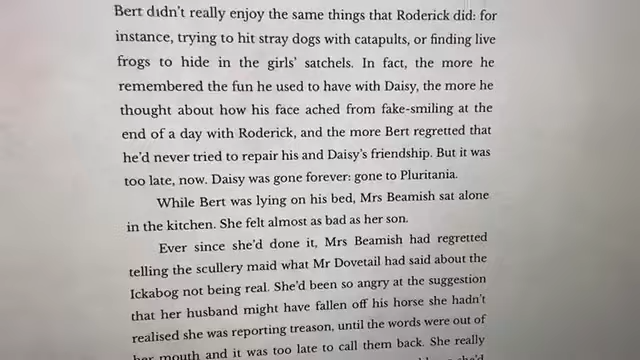 Bert didn't really enjoy the same things that Roderick did: for
instance, trying to hit stray dogs with catapults, or finding live
frogs to hide in the girls' satchels. In fact, the more he
remembered the fun he used to have with Daisy, the more he
thought about how his face ached from fake-smiling at the
end of a day with Roderick, and the more Bert regretted that
he'd never tried to repair his and Daisy's friendship. But it was
too late, now. Daisy was gone forever: gone to Pluritania.
While Bert was lying on his bed, Mrs Beamish sat alone
in the kitchen. She felt almost as bad as her son.
Ever since she'd done it, Mrs Beamish had regretted
telling the scullery maid what Mr Dovetail had said about the
Ickabog not being real. She'd been so angry at the suggestion
that her husband might have fallen off his horse she hadn't
realised she was reporting treason, until the words were out of
her mouth and it was too late to call them back. She really
she'd